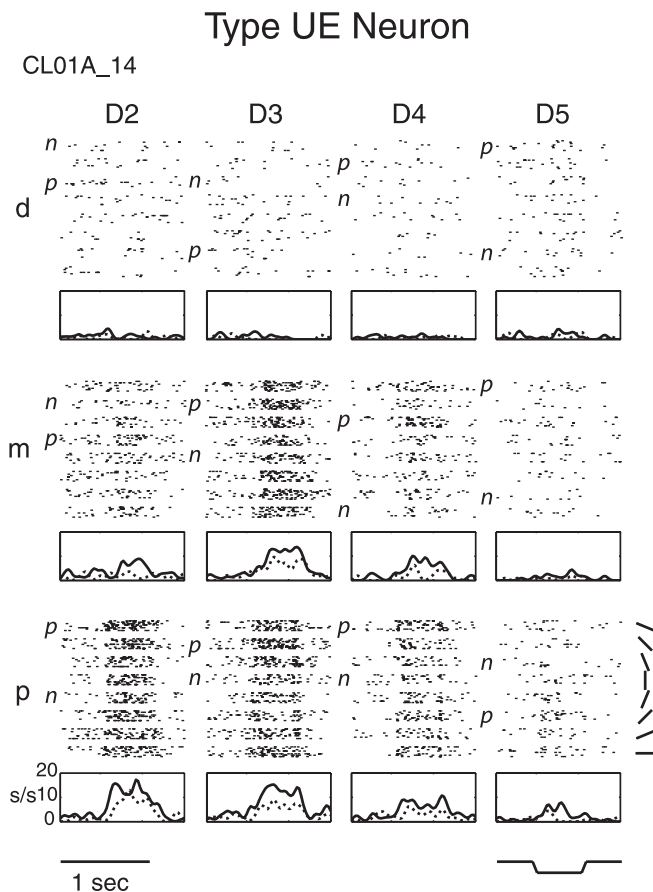 Type UE Neuron
CL01A_14
D2 D3 D4 D5
n p
p
p n
d n
p n
p
n p p
p
m n
n n
p p
p
n
p n n
n
p
20
s/s10
0
1 sec